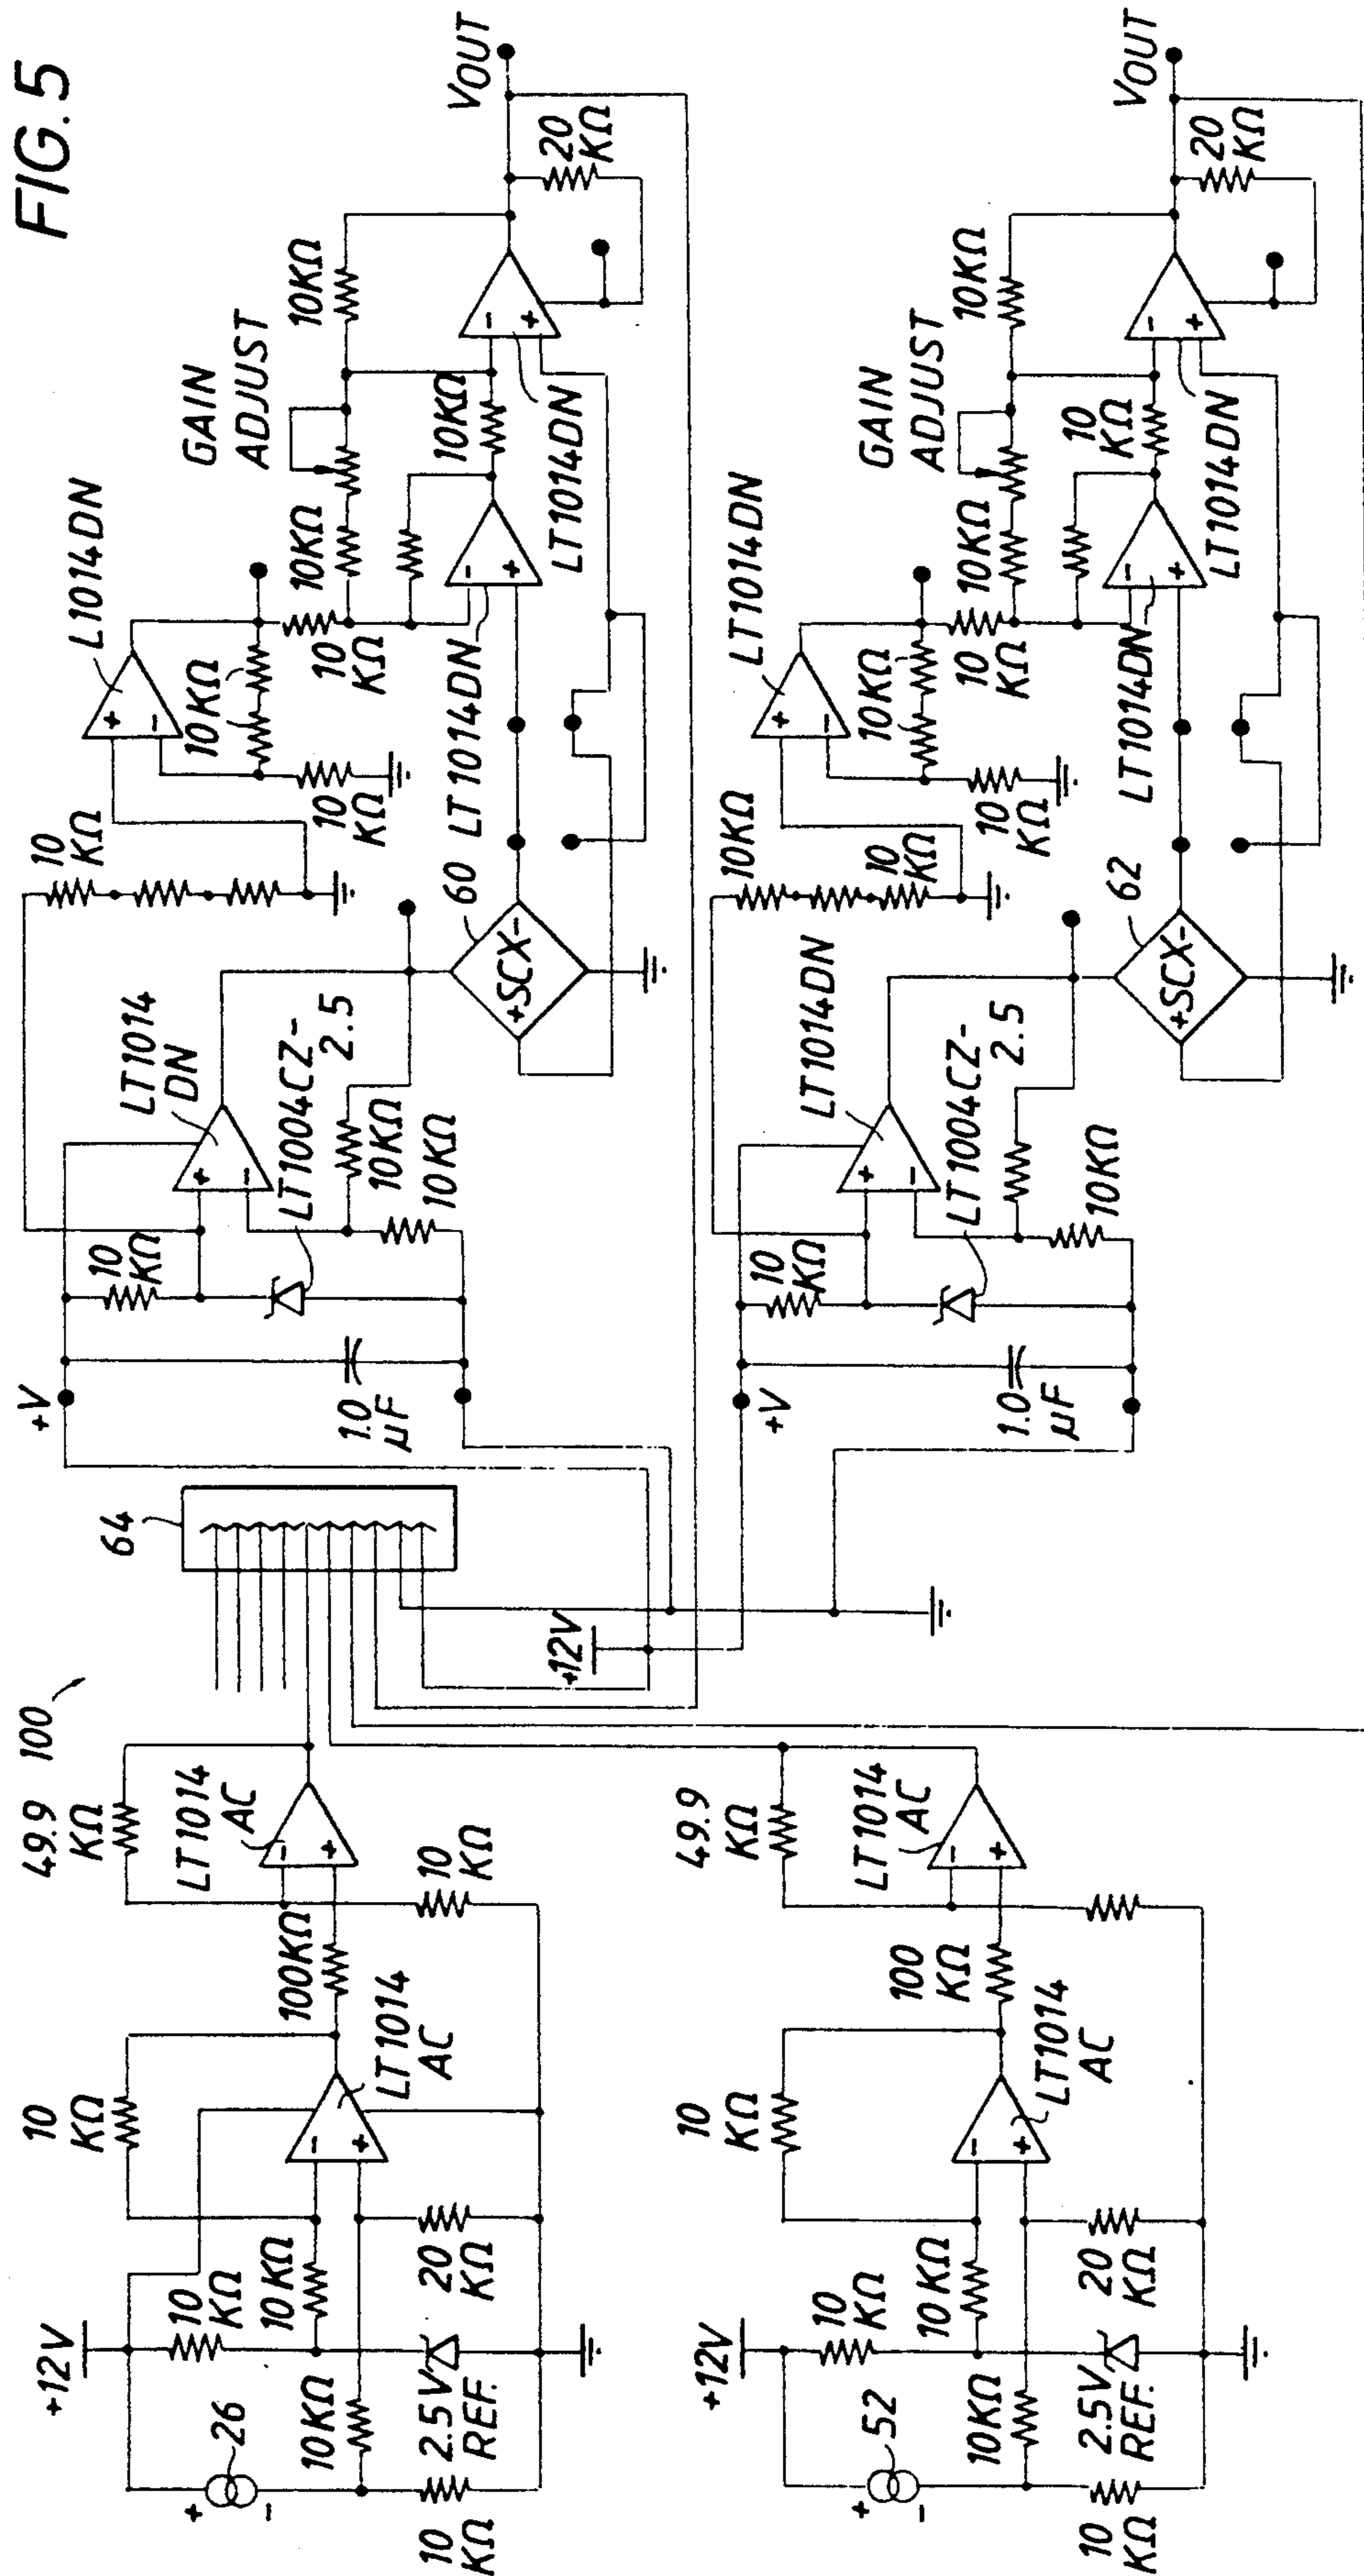 FIG. 5
100
+12V
26
+
-
10
KΩ
10
KΩ
10KΩ
10KΩ
2.5V
REF.
20
KΩ
10
KΩ
-
+
LT1014
AC
100KΩ
49.9
KΩ
LT1014
AC
-
+
10
KΩ
64
+12V
+V
1.0
µF
10
KΩ
+
-
LT1014
DN
LT1004CZ-
2.5
10KΩ
10KΩ
10
KΩ
60
+SCX-
L1014DN
+
-
10KΩ
10
KΩ
10
KΩ
10KΩ
GAIN
ADJUST
10KΩ
LT1014DN
-
+
10KΩ
LT1014DN
-
+
20
KΩ
VOUT
+12V
52
+
-
10
KΩ
10
KΩ
10KΩ
10KΩ
2.5V
REF.
20
KΩ
10
KΩ
-
+
LT1014
AC
100
KΩ
49.9
KΩ
LT1014
AC
-
+
+V
1.0
µF
10
KΩ
+
-
LT1014DN
LT1004CZ-
2.5
10KΩ
10KΩ
10
KΩ
62
+SCX-
LT1014DN
+
-
10KΩ
10
KΩ
10
KΩ
10KΩ
GAIN
ADJUST
10KΩ
LT1014DN
-
+
10
KΩ
LT1014DN
-
+
20
KΩ
VOUT